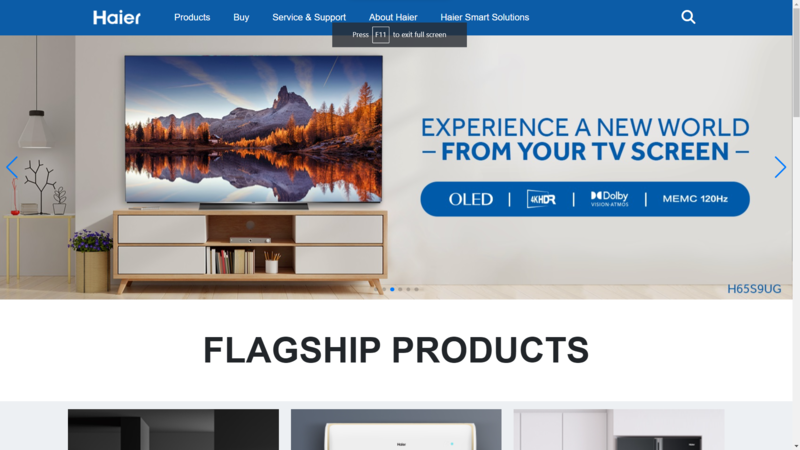 Haier
Products
Buy
Service & Support
About Haier
Haier Smart Solutions
Press F11 to exit full screen
EXPERIENCE A NEW WORLD
FROM YOUR TV SCREEN
OLED
4K HDR
Dolby
VISION ATMOS
MEMC 120Hz
H65S9UG
FLAGSHIP PRODUCTS
Haier